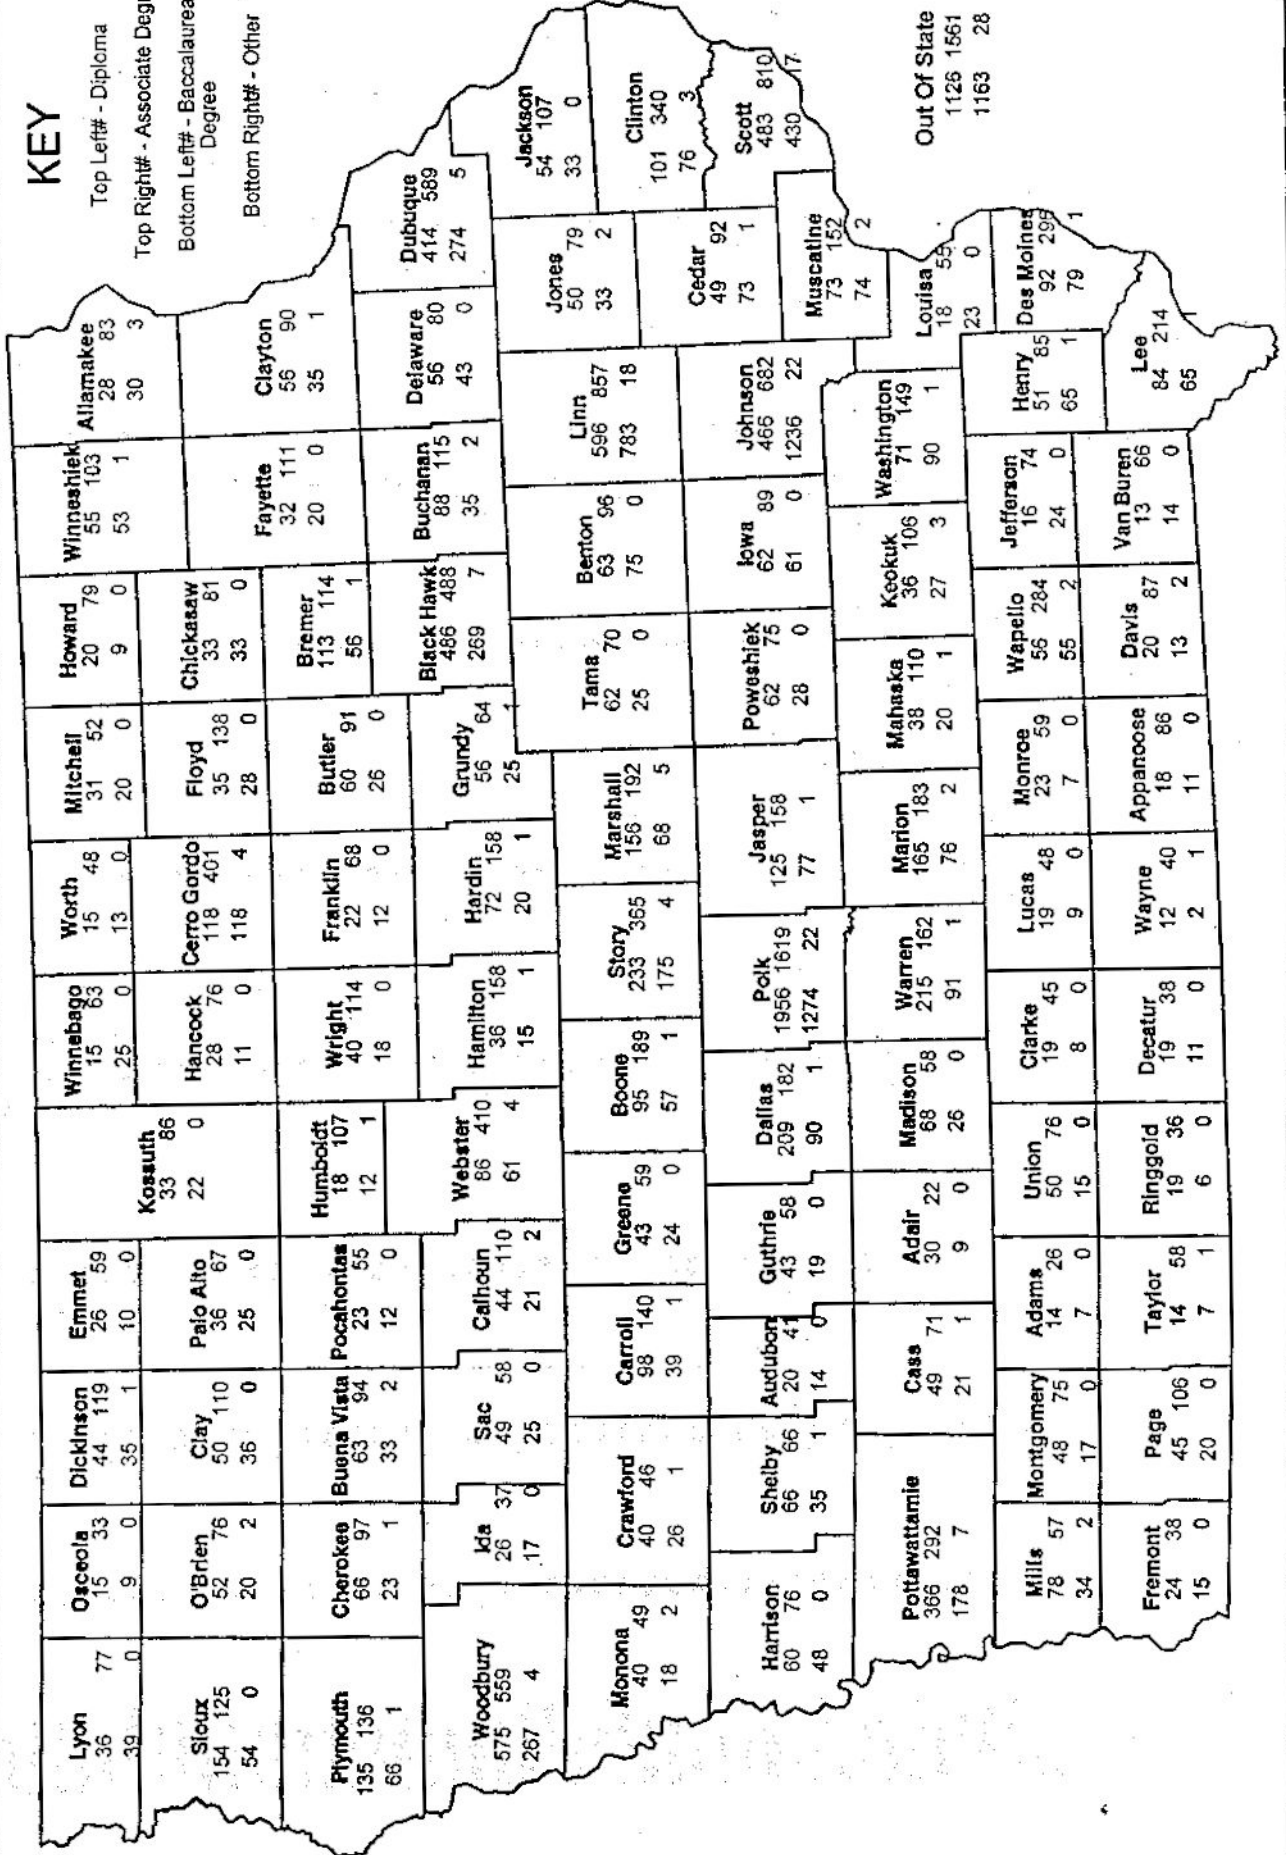 KEY
Top Left# - Diploma
Top Right# - Associate Degr
Bottom Left# - Baccalaurea
Degree
Bottom Right# - Other
Lyon
36 77
39 0
Osceola
15 33
9 0
Dickinson
44 119
35 1
Emmet
26 59
10 0
Kossuth
33 86
22 0
Winnebago
15 63
25 0
Worth
15 48
13 0
Mitchell
31 52
20 0
Howard
20 79
9 0
Winneshiek
55 103
53 1
Allamakee
28 83
30 3
Sioux
154 125
54 0
O'Brien
52 76
20 2
Clay
50 110
36 0
Palo Alto
36 67
25 0
Hancock
28 76
11 0
Cerro Gordo
118 401
118 4
Floyd
35 138
28 0
Chickasaw
33 81
33 0
Fayette
32 111
20 0
Clayton
56 90
35 1
Plymouth
135 136
66 1
Cherokee
66 97
23 1
Buena Vista
63 94
33 2
Pocahontas
23 55
12 0
Humboldt
18 107
12 1
Wright
40 114
18 0
Franklin
22 68
12 0
Butler
60 91
26 0
Bremer
113 114
56 1
Woodbury
575 559
267 4
Ida
26 37
17 0
Sac
49 58
25 0
Calhoun
44 110
21 2
Webster
86 410
61 4
Hamilton
36 158
15 1
Hardin
72 158
20 1
Grundy
56 64
25 1
Black Hawk
486 488
269 7
Buchanan
88 115
35 2
Delaware
56 80
43 0
Dubuque
414 589
274 5
Monona
40 49
18 2
Crawford
40 46
26 1
Carroll
98 140
39 1
Greene
43 59
24 0
Boone
95 189
57 1
Story
233 365
175 4
Marshall
156 192
68 5
Tama
62 70
25 0
Benton
63 96
75 0
Linn
596 857
783 18
Jones
50 79
33 2
Jackson
54 107
33 0
Harrison
60 76
48 0
Shelby
66 66
35 1
Audubon
20 41
14 0
Guthrie
43 58
19 0
Dallas
209 182
90 1
Polk
1956 1619
1274 22
Jasper
125 158
77 1
Poweshiek
62 75
28 0
Iowa
62 89
61 0
Johnson
466 682
1236 22
Cedar
49 92
73 1
Clinton
101 340
76 3
Scott
483 810
430 17
Pottawattamie
366 292
178 7
Cass
49 71
21 1
Adair
30 22
9 0
Madison
68 58
26 0
Warren
215 162
91 1
Marion
165 183
76 2
Mahaska
38 110
20 1
Keokuk
36 106
27 3
Washington
71 149
90 1
Muscatine
73 152
74 2
Louisa
18 55
23 0
Mills
78 57
34 2
Montgomery
48 75
17 0
Adams
14 26
7 0
Union
50 76
15 0
Clarke
19 45
8 0
Lucas
19 48
9 0
Monroe
23 59
7 0
Wapello
56 284
55 2
Jefferson
16 74
24 0
Henry
51 85
65 1
Des Moines
92 295
79 1
Fremont
24 38
15 0
Page
45 106
20 0
Taylor
14 58
7 1
Ringgold
19 36
6 0
Decatur
19 38
11 0
Wayne
12 40
2 1
Appanoose
18 86
11 0
Davis
20 87
13 2
Van Buren
13 66
14 0
Lee
84 214
65 1
Out Of State
1126 1561
1163 28